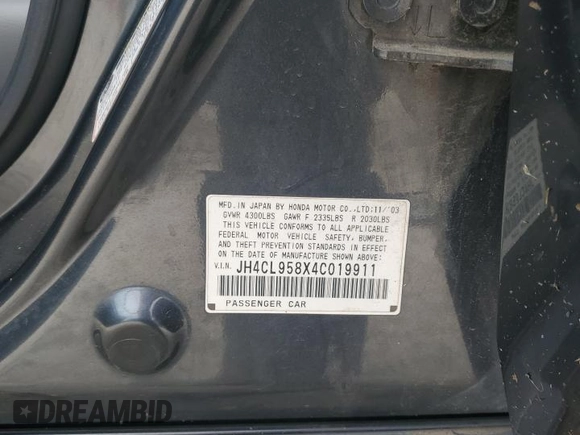 MFD. IN JAPAN BY HONDA MOTOR CO.,LTD: 11/ '03
GVWR 4300LBS GAWR F 2335LBS R 2030LBS
THIS VEHICLE CONFORMS TO ALL APPLICABLE
FEDERAL MOTOR VEHICLE SAFETY, BUMPER,
AND THEFT PREVENTION STANDARDS IN EFFECT
ON THE DATE OF MANUFACTURE SHOWN ABOVE:
V.I.N. JH4CL958X4C019911
PASSENGER CAR
DREAMBID